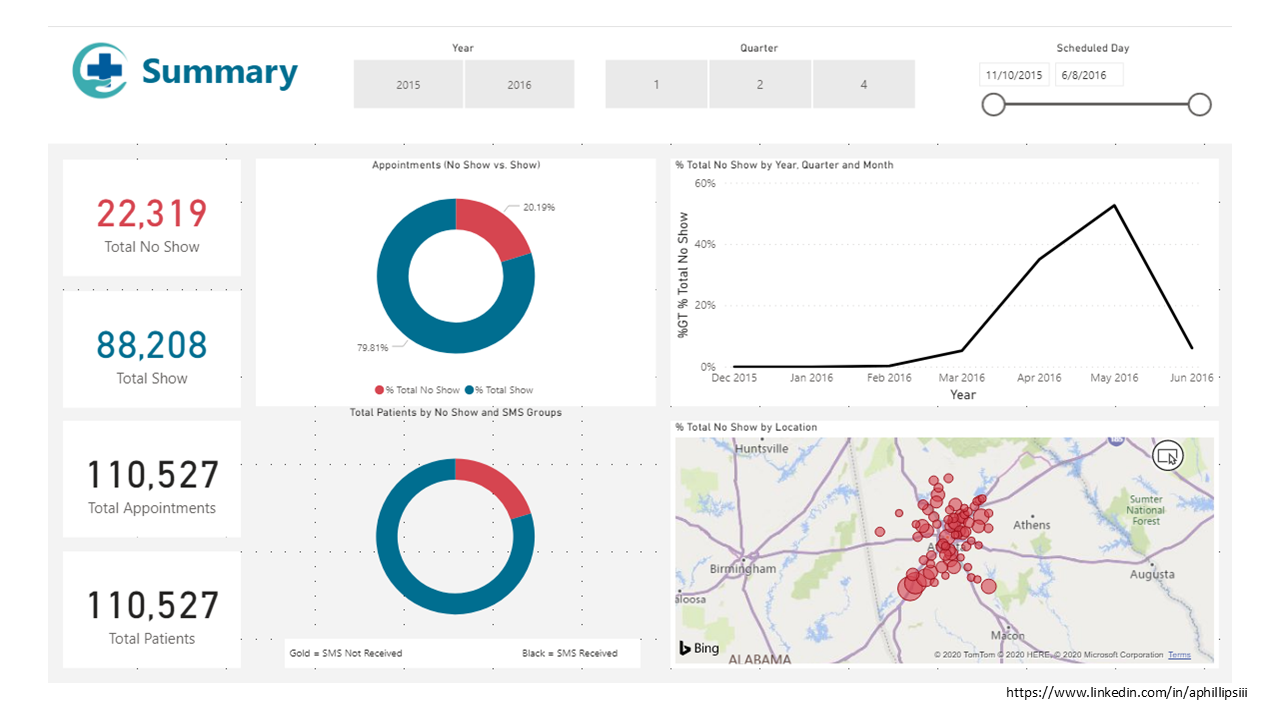 Summary
Year
2015
2016
Quarter
1
2
4
Scheduled Day
11/10/2015
6/8/2016
22,319
Total No Show
88,208
Total Show
110,527
Total Appointments
110,527
Total Patients
Appointments (No Show vs. Show)
20.19%
79.81%
% Total No Show
% Total Show
Total Patients by No Show and SMS Groups
Gold = SMS Not Received
Black = SMS Received
% Total No Show by Year, Quarter and Month
%GT % Total No Show
60%
40%
20%
0%
Dec 2015
Jan 2016
Feb 2016
Mar 2016
Apr 2016
May 2016
Jun 2016
Year
% Total No Show by Location
Huntsville
Sumter
National
Forest
Athens
Birmingham
Augusta
aloosa
Macon
Bing
ALABAMA
© 2020 TomTom © 2020 HERE, © 2020 Microsoft Corporation Terms
https://www.linkedin.com/in/aphillipsiii